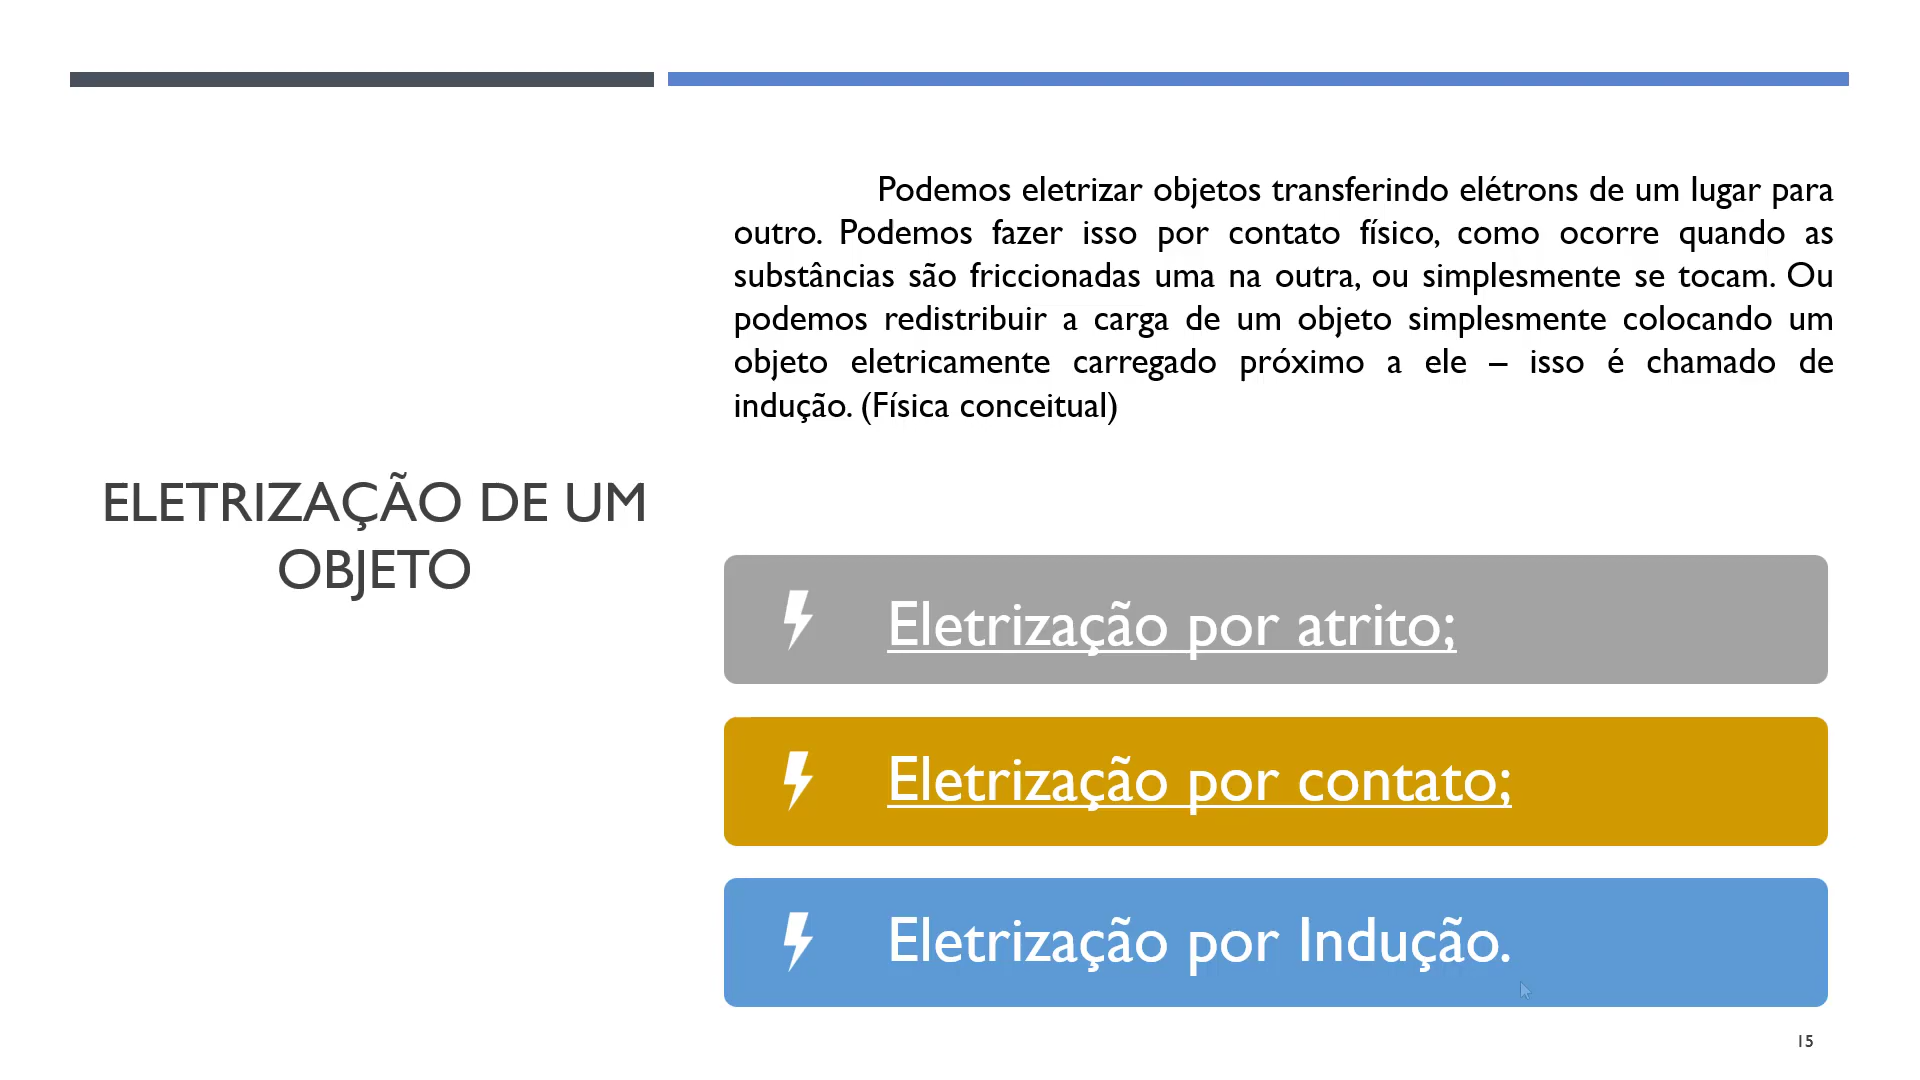 ELETRIZAÇÃO DE UM
OBJETO
Podemos eletrizar objetos transferindo elétrons de um lugar para
outro. Podemos fazer isso por contato físico, como ocorre quando as
substâncias são friccionadas uma na outra, ou simplesmente se tocam. Ou
podemos redistribuir a carga de um objeto simplesmente colocando um
objeto eletricamente carregado próximo a ele – isso é chamado de
indução. (Física conceitual)
Eletrização por atrito;
Eletrização por contato;
Eletrização por Indução.
15